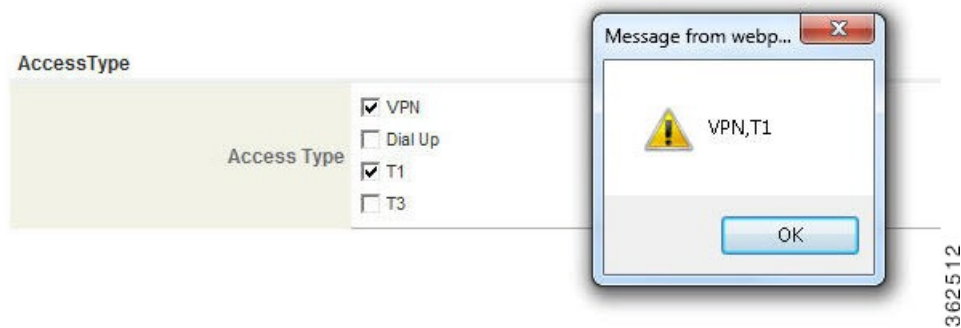 AccessType
Access Type
VPN
Dial Up
T1
T3
Message from webp...
VPN,T1
OK
362512